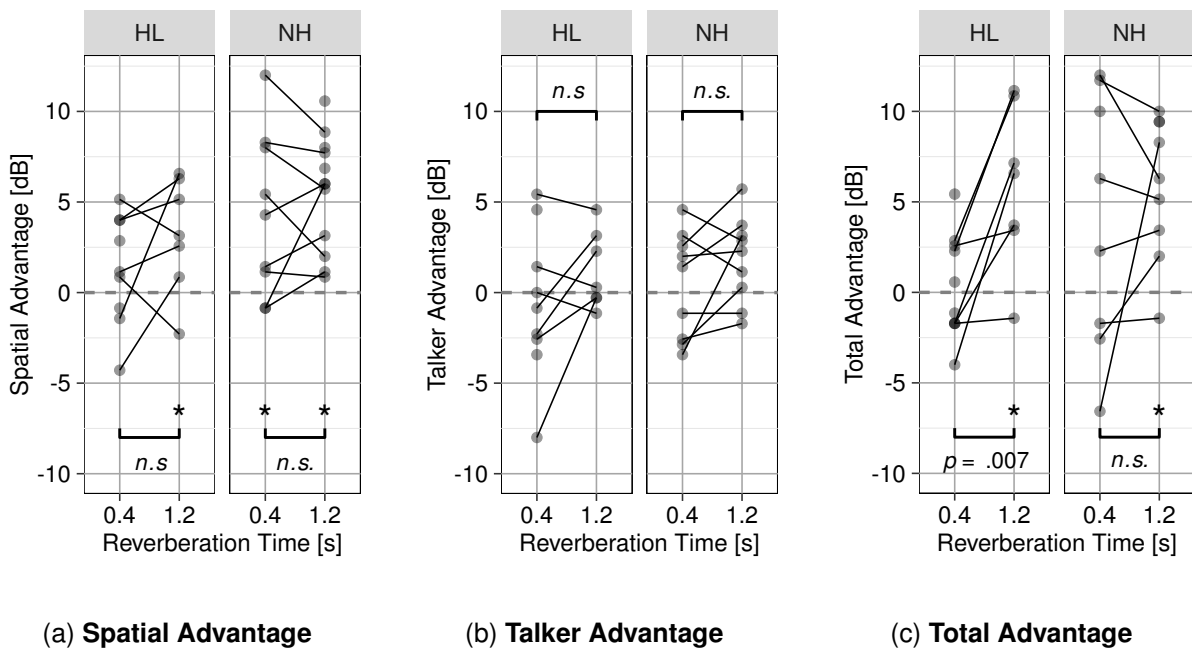 HL NH
10
5
0
-5
-10
Spatial Advantage [dB]
*
* *
n.s
n.s.
0.4 1.2 0.4 1.2
Reverberation Time [s]
(a) Spatial Advantage
HL NH
10
5
0
-5
-10
Talker Advantage [dB]
n.s
n.s.
0.4 1.2 0.4 1.2
Reverberation Time [s]
(b) Talker Advantage
HL NH
10
5
0
-5
-10
Total Advantage [dB]
*
*
p = .007
n.s.
0.4 1.2 0.4 1.2
Reverberation Time [s]
(c) Total Advantage